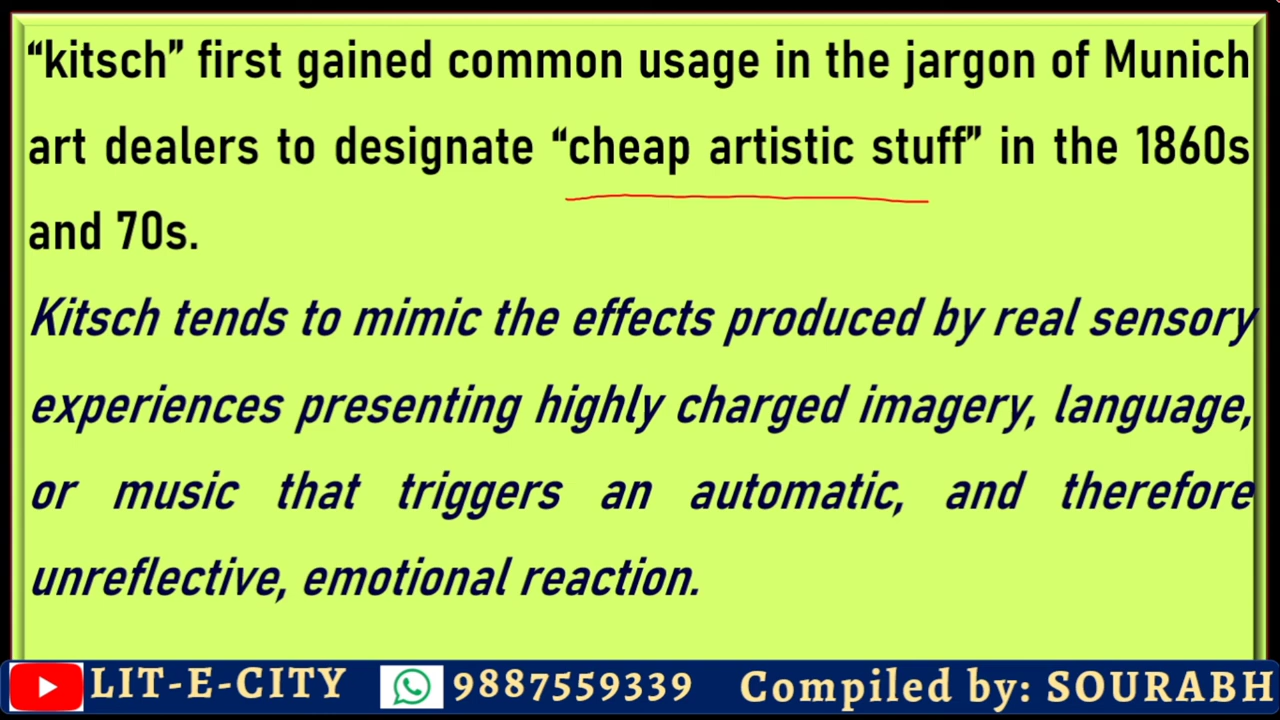 “kitsch” first gained common usage in the jargon of Munich
art dealers to designate “cheap artistic stuff” in the 1860s
and 70s.
Kitsch tends to mimic the effects produced by real sensory
experiences presenting highly charged imagery, language,
or music that triggers an automatic, and therefore
unreflective, emotional reaction.
LIT-E-CITY 9887559339 Compiled by: SOURABH